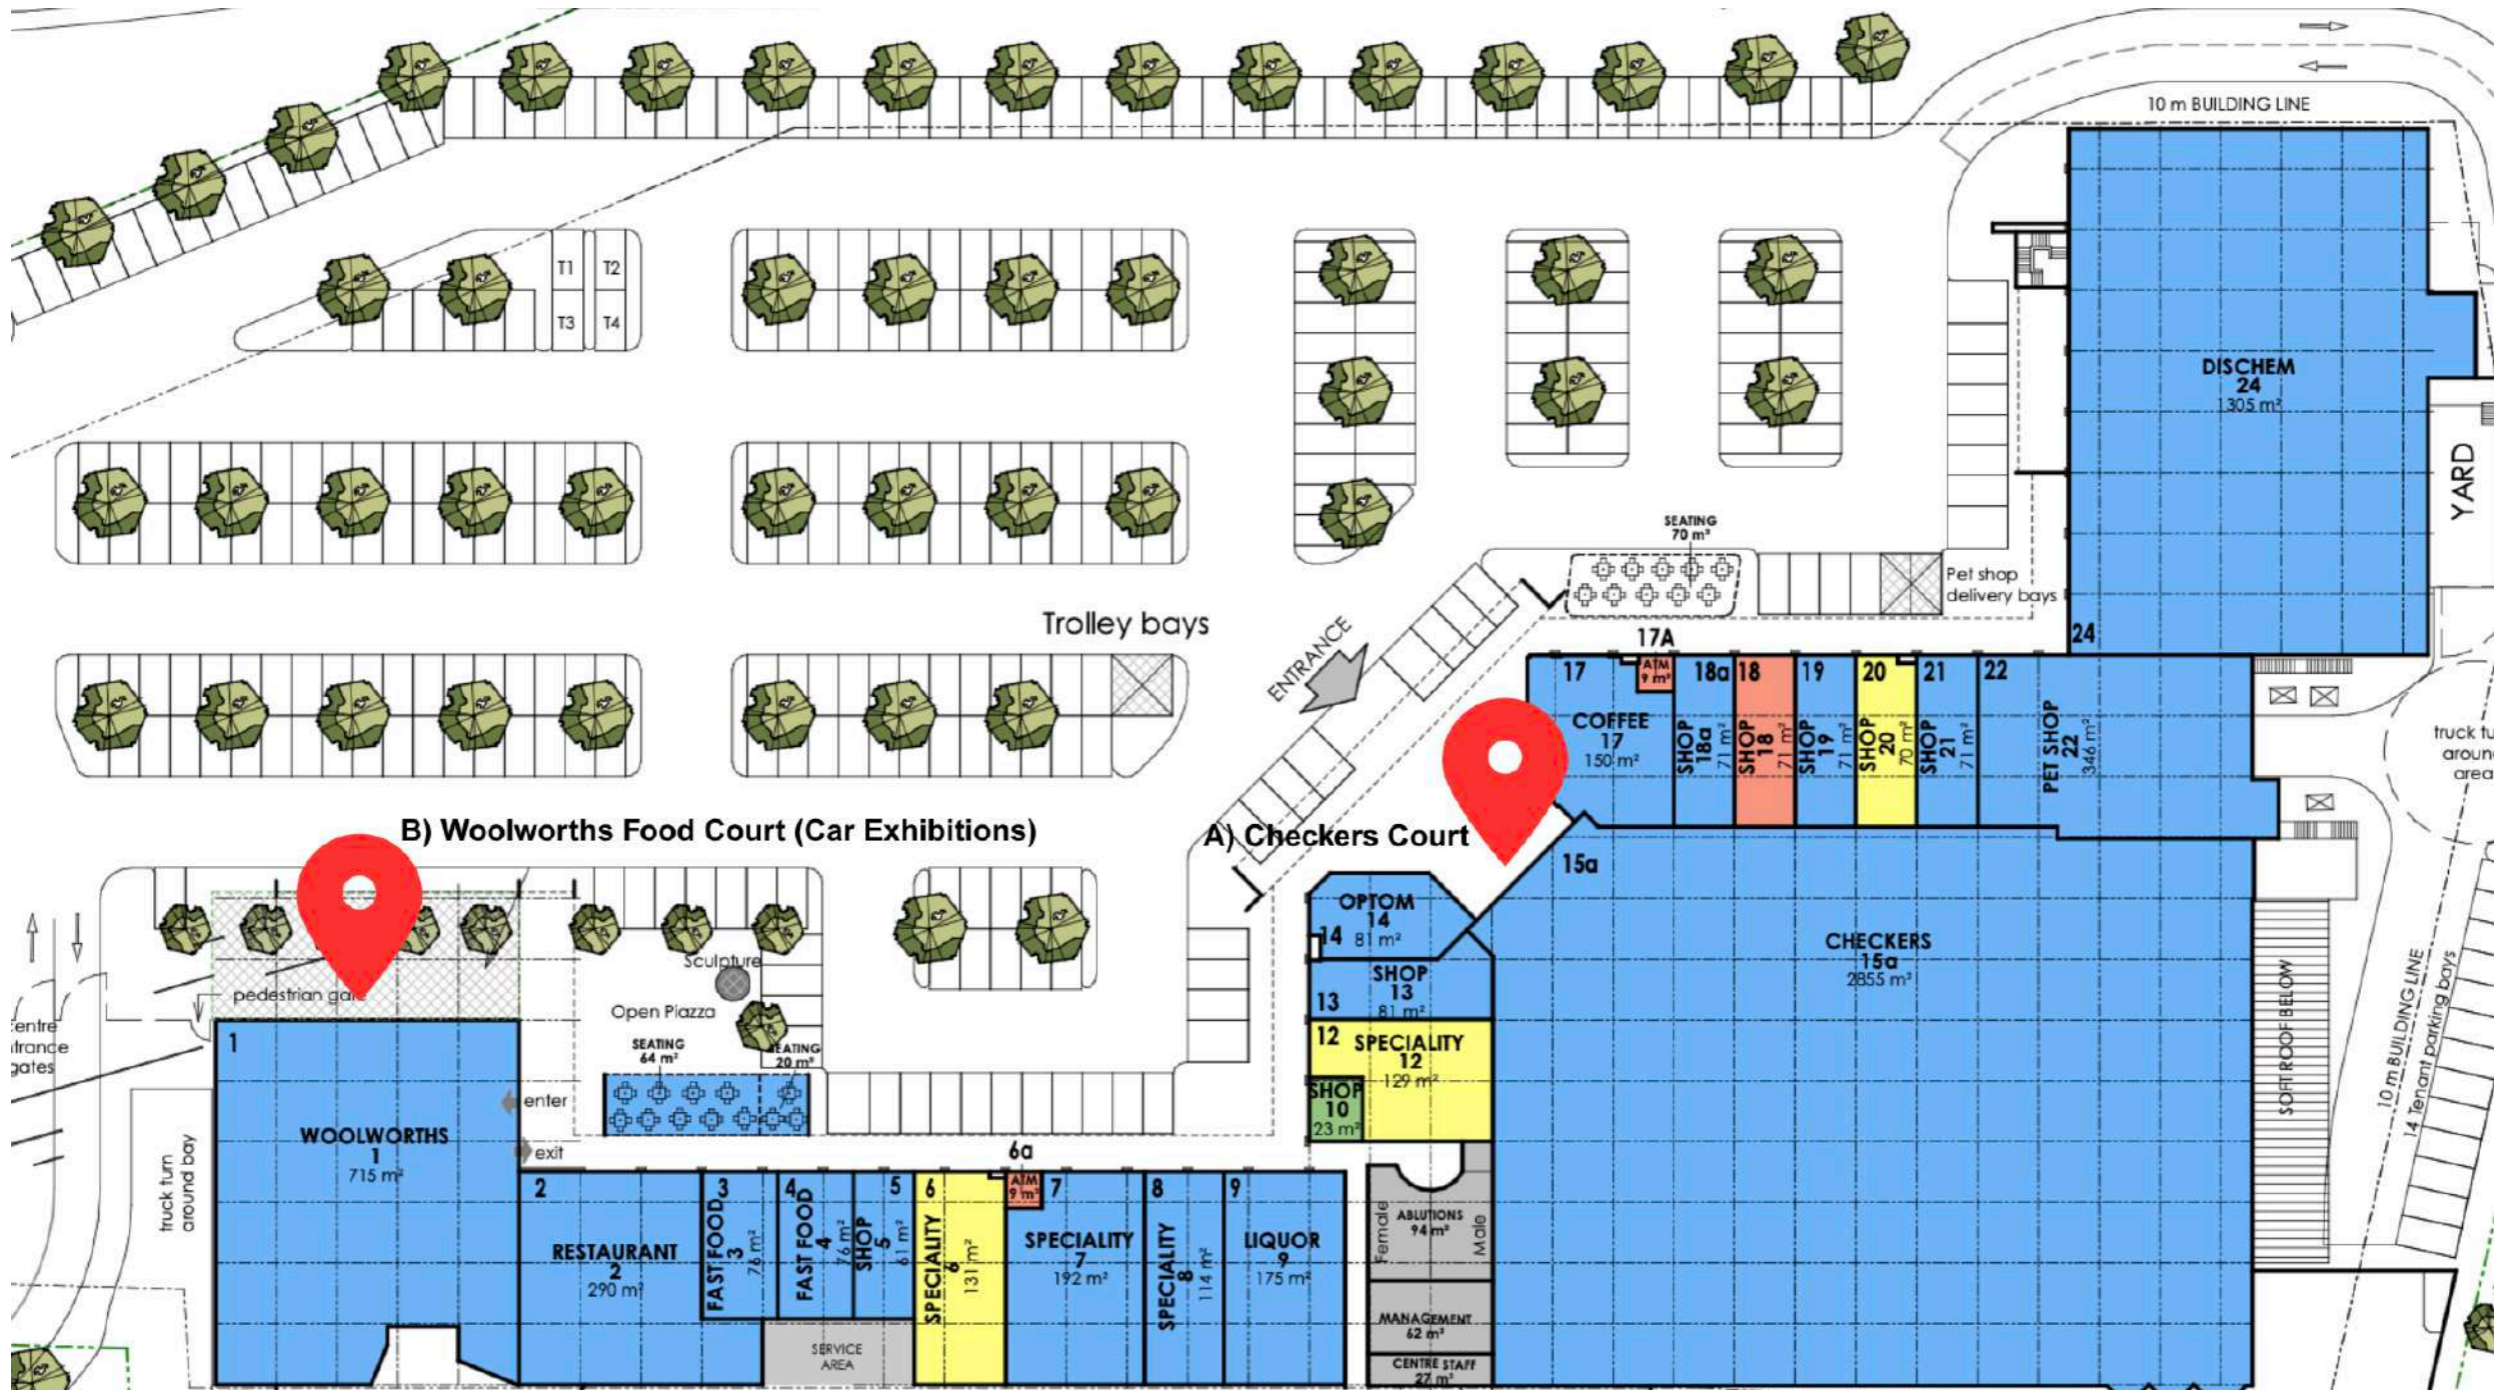 10 m BUILDING LINE
T1
T2
T3
T4
DISCHEM
24
1305 m²
YARD
SEATING
70 m²
Pet shop
delivery bays
Trolley bays
ENTRANCE
17A
24
17
ATM
9 m²
18a
18
19
20
21
22
COFFEE
17
150 m²
SHOP
18a
71 m²
SHOP
18
71 m²
SHOP
19
71 m²
SHOP
20
70 m²
SHOP
21
71 m²
PET SHOP
22
346 m²
truck tu
aroun
area
B) Woolworths Food Court (Car Exhibitions)
A) Checkers Court
15a
OPTOM
14
81 m²
14
CHECKERS
15a
2855 m²
Sculpture
pedestrian gate
Open Piazza
SHOP
13
81 m²
13
entre
trance
gates
1
SEATING
64 m²
SEATING
20 m²
12
SPECIALITY
12
129 m²
SHOP
10
23 m²
SOFT ROOF BELOW
10 m BUILDING LINE
14 Tenant parking bays
enter
WOOLWORTHS
1
715 m²
exit
truck turn
around bay
6a
2
3
4
5
6
ATM
9 m²
7
8
9
RESTAURANT
2
290 m²
FAST FOOD
3
76 m²
FAST FOOD
4
76 m²
SHOP
5
61 m²
SPECIALITY
6
131 m²
SPECIALITY
7
192 m²
SPECIALITY
8
114 m²
LIQUOR
9
175 m²
Female
ABLUTIONS
94 m²
Male
MANAGEMENT
62 m²
CENTRE STAFF
27 m²
SERVICE
AREA